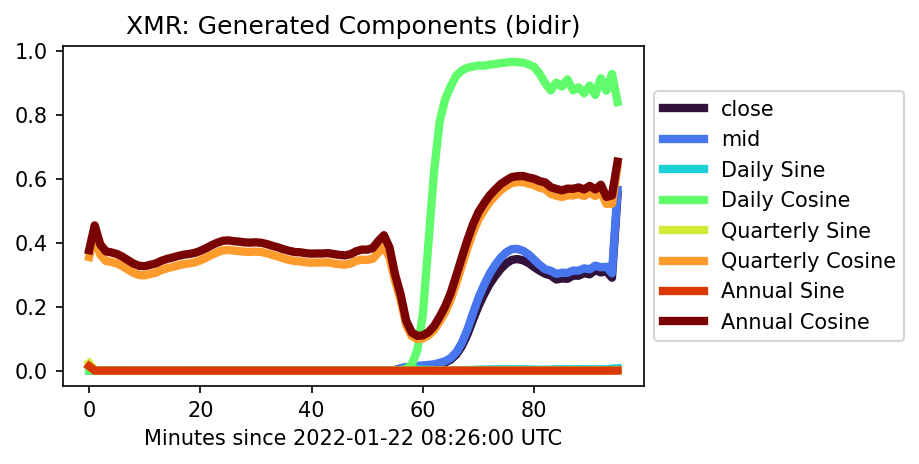 XMR: Generated Components (bidir)
1.0
0.8
0.6
0.4
0.2
0.0
0 20 40 60 80
Minutes since 2022-01-22 08:26:00 UTC
close
mid
Daily Sine
Daily Cosine
Quarterly Sine
Quarterly Cosine
Annual Sine
Annual Cosine